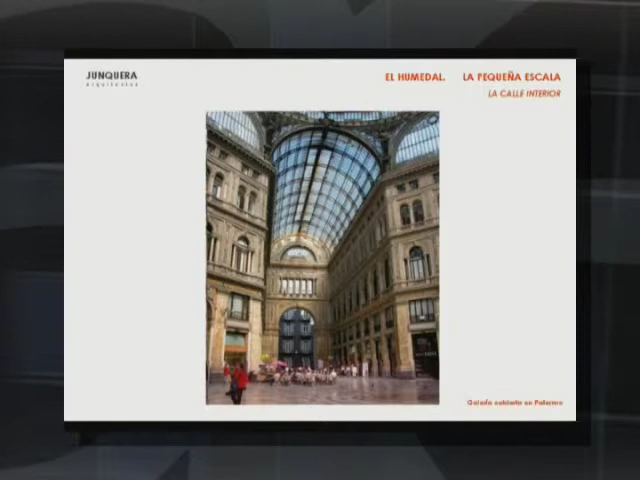 JUNQUERA
arquitectos
EL HUMEDAL. LA PEQUEÑA ESCALA
LA CALLE INTERIOR
Galería cubierta en Palermo